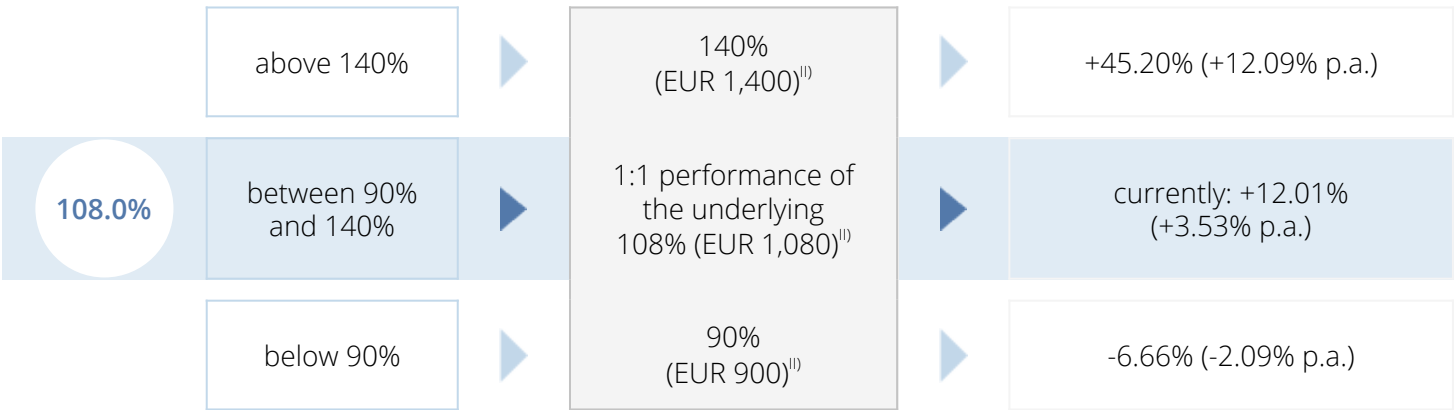 above 140%
140%
(EUR 1,400)II)
+45.20% (+12.09% p.a.)
108.0%
between 90%
and 140%
1:1 performance of
the underlying
108% (EUR 1,080)II)
currently: +12.01%
(+3.53% p.a.)
below 90%
90%
(EUR 900)II)
-6.66% (-2.09% p.a.)